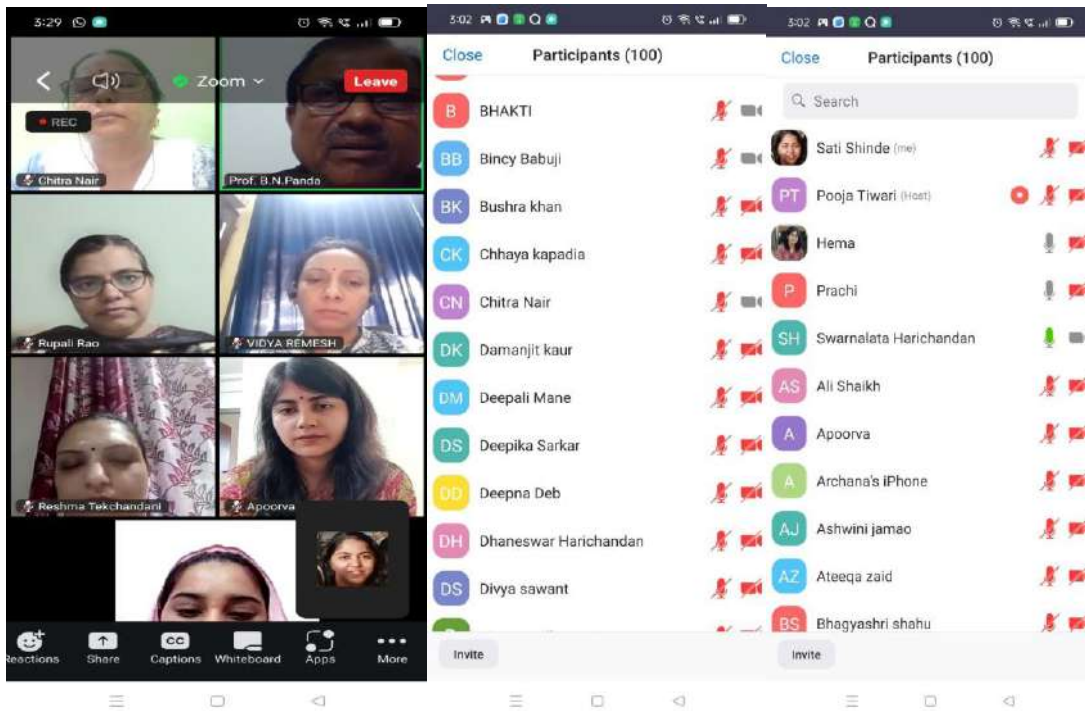 3:29
Zoom
Leave
REC
Chitra Nair
Prof. B.N.Panda
Rupali Rao
VIDYA REMESH
Reshma Tekchandani
Apoorva
Reactions
Share
Captions
Whiteboard
Apps
More
CC
3:02
Close
Participants (100)
B BHAKTI
BB Bincy Babuji
BK Bushra khan
CK Chhaya kapadia
CN Chitra Nair
DK Damanjit kaur
DM Deepali Mane
DS Deepika Sarkar
DD Deepna Deb
DH Dhaneswar Harichandan
DS Divya sawant
Invite
3:02
Close
Participants (100)
Search
Sati Shinde (me)
PT Pooja Tiwari (Host)
Hema
P Prachi
SH Swarnalata Harichandan
AS Ali Shaikh
A Apoorva
A Archana's iPhone
AJ Ashwini jamao
AZ Ateeqa zaid
BS Bhagyashri shahu
Invite